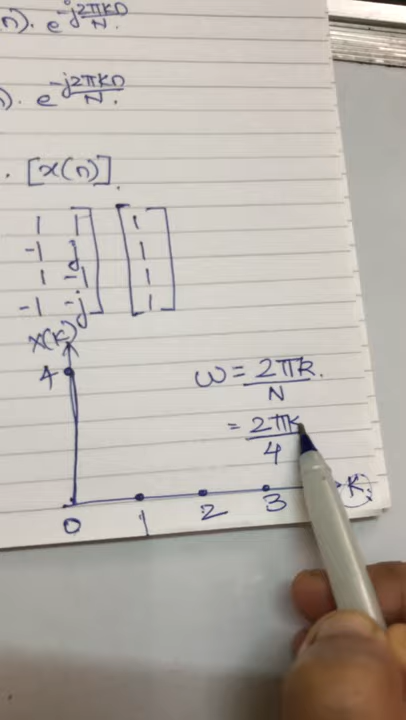 n). e^{-j2πkn/N}.
). e^{-j2πkn/N}.
. [x(n)].
1 1 1
-1 j 1
1 -1 1
-1 -j 1
X(K)
4
ω = 2πk/N.
= 2πk/4
K.
0 1 2 3